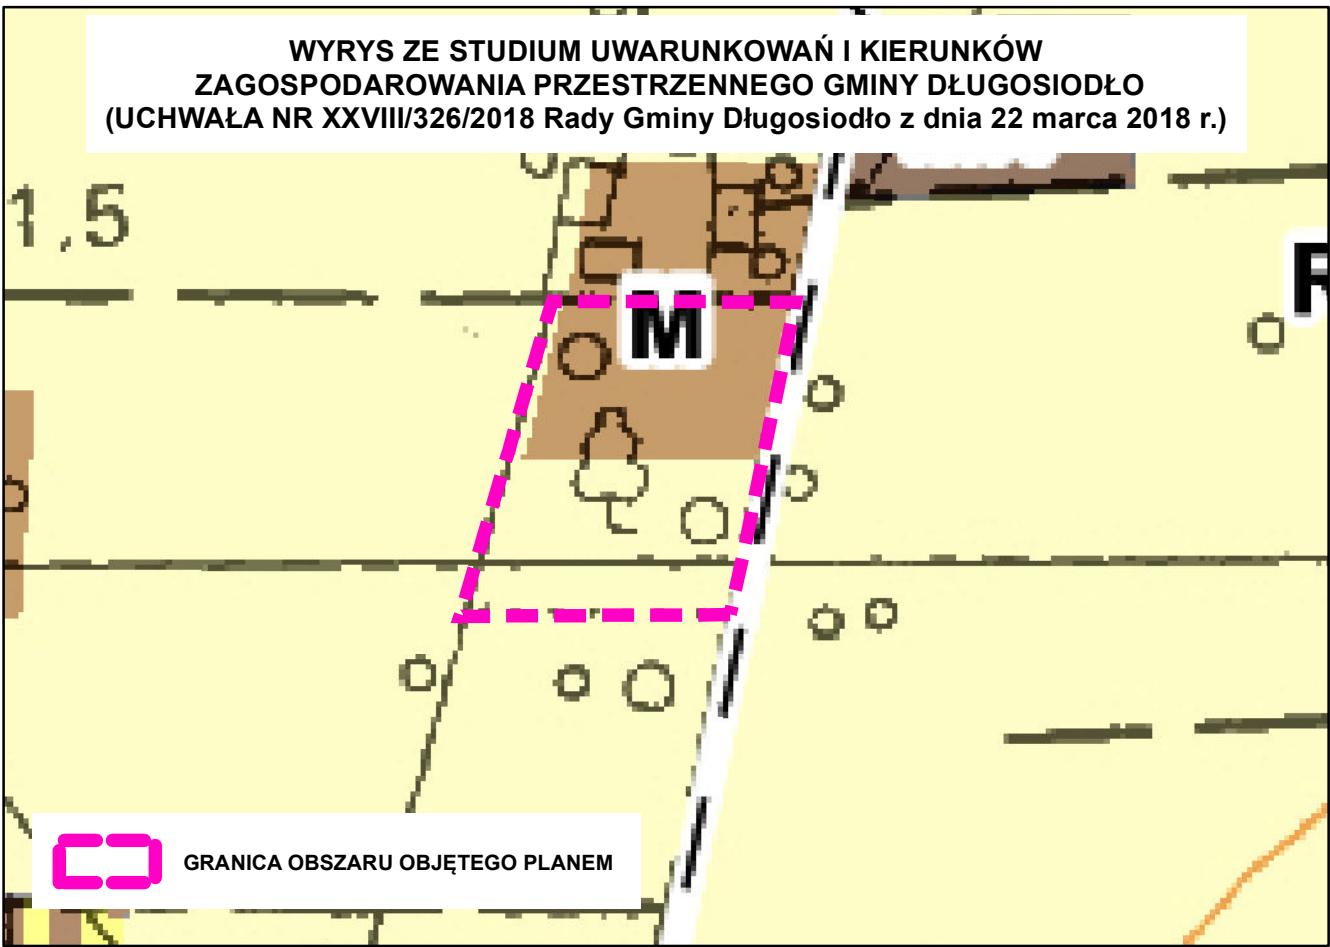 WYRYS ZE STUDIUM UWARUNKOWAŃ I KIERUNKÓW
ZAGOSPODAROWANIA PRZESTRZENNEGO GMINY DŁUGOSIODŁO
(UCHWAŁA NR XXVIII/326/2018 Rady Gminy Długosiodło z dnia 22 marca 2018 r.)
1,5
M
GRANICA OBSZARU OBJĘTEGO PLANEM